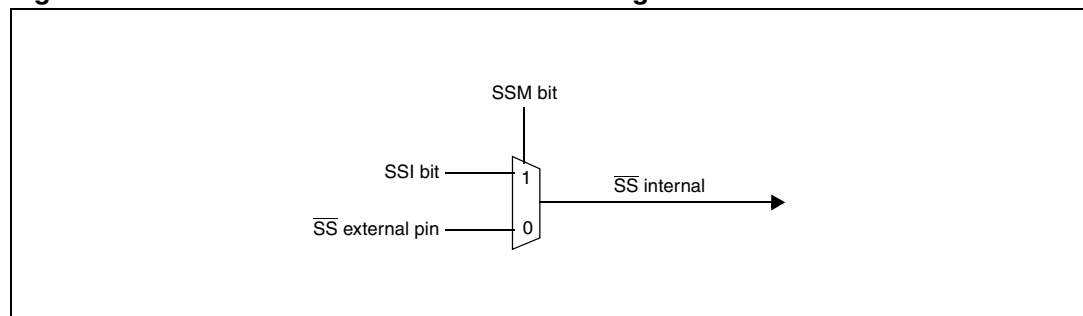 SSM bit
SSI bit
1
SS internal
SS external pin
0